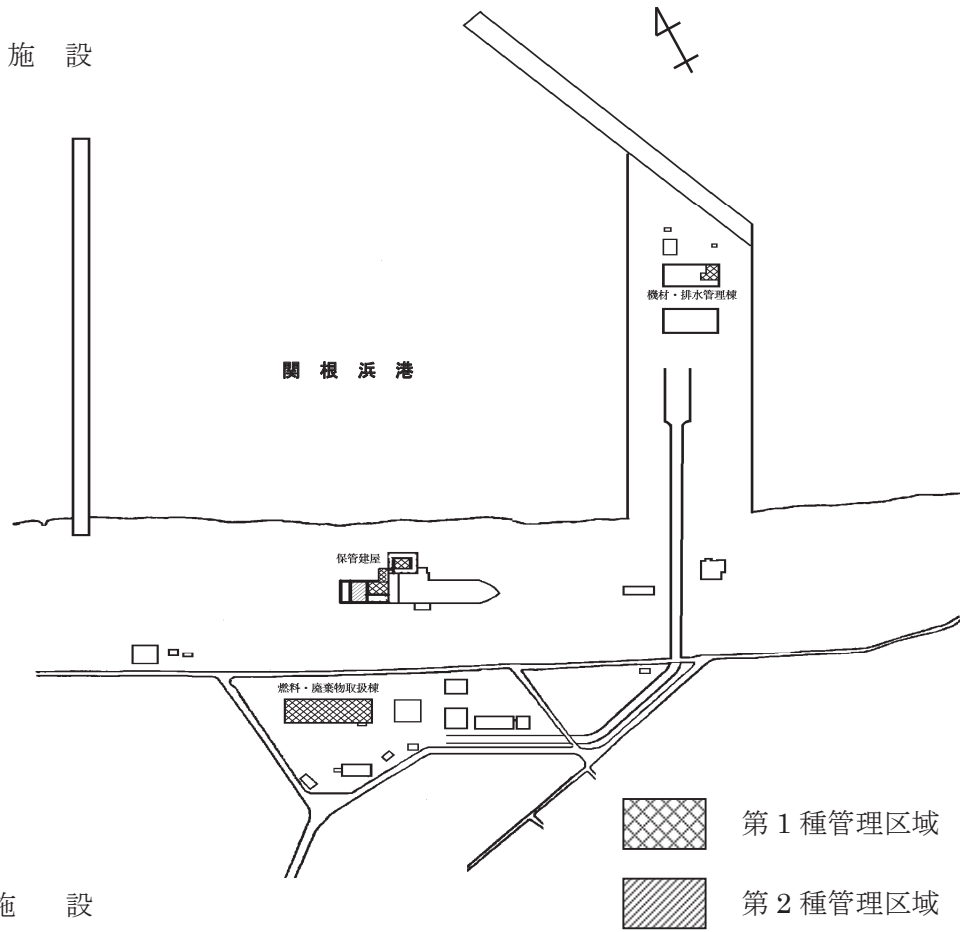 施 設
機材・排水管理棟
関 根 浜 港
保管建屋
燃料・廃棄物取扱棟
第 1 種管理区域
第 2 種管理区域
施 設